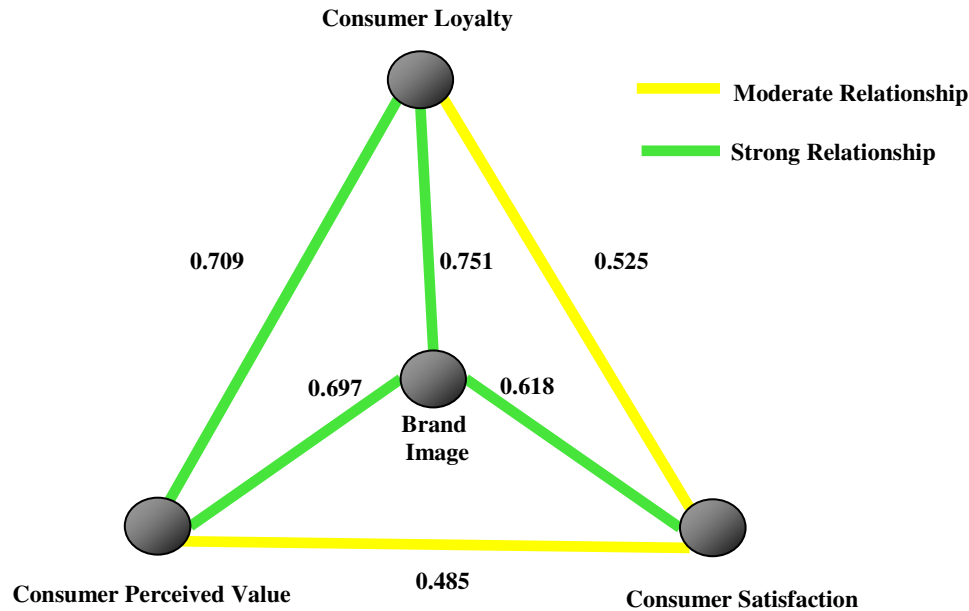 Consumer Loyalty
Moderate Relationship
Strong Relationship
0.709
0.751
0.525
0.697
0.618
Brand
Image
0.485
Consumer Perceived Value
Consumer Satisfaction